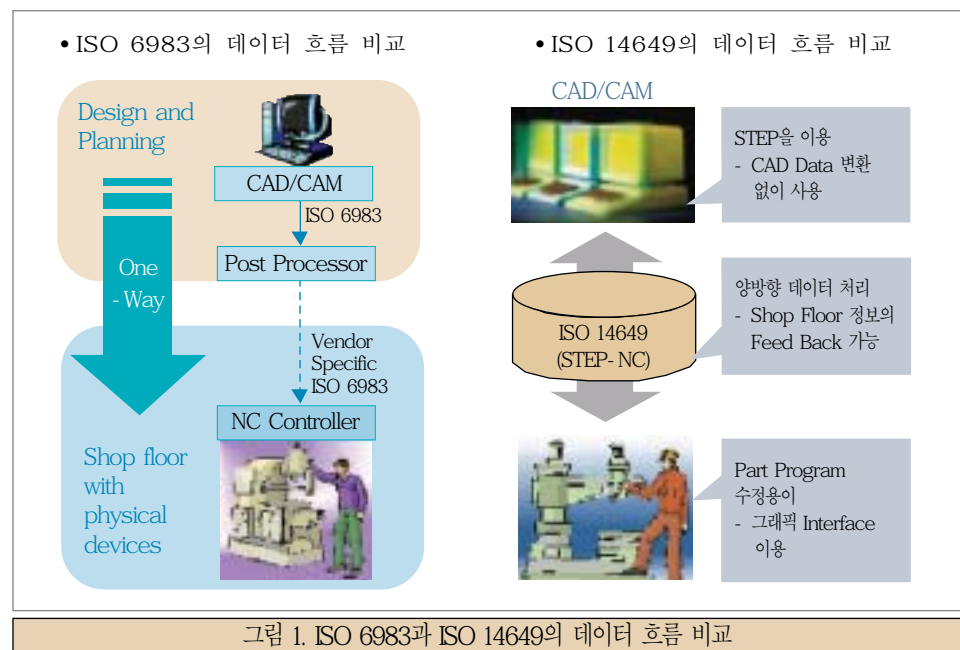 • ISO 6983의 데이터 흐름 비교
Design and
Planning
CAD/CAM
ISO 6983
Post Processor
One
- Way
Vendor
Specific
ISO 6983
NC Controller
Shop floor
with
physical
devices
• ISO 14649의 데이터 흐름 비교
CAD/CAM
STEP을 이용
- CAD Data 변환
없이 사용
ISO 14649
(STEP- NC)
양방향 데이터 처리
- Shop Floor 정보의
Feed Back 가능
Part Program
수정용이
- 그래픽 Interface
이용
그림 1. ISO 6983과 ISO 14649의 데이터 흐름 비교